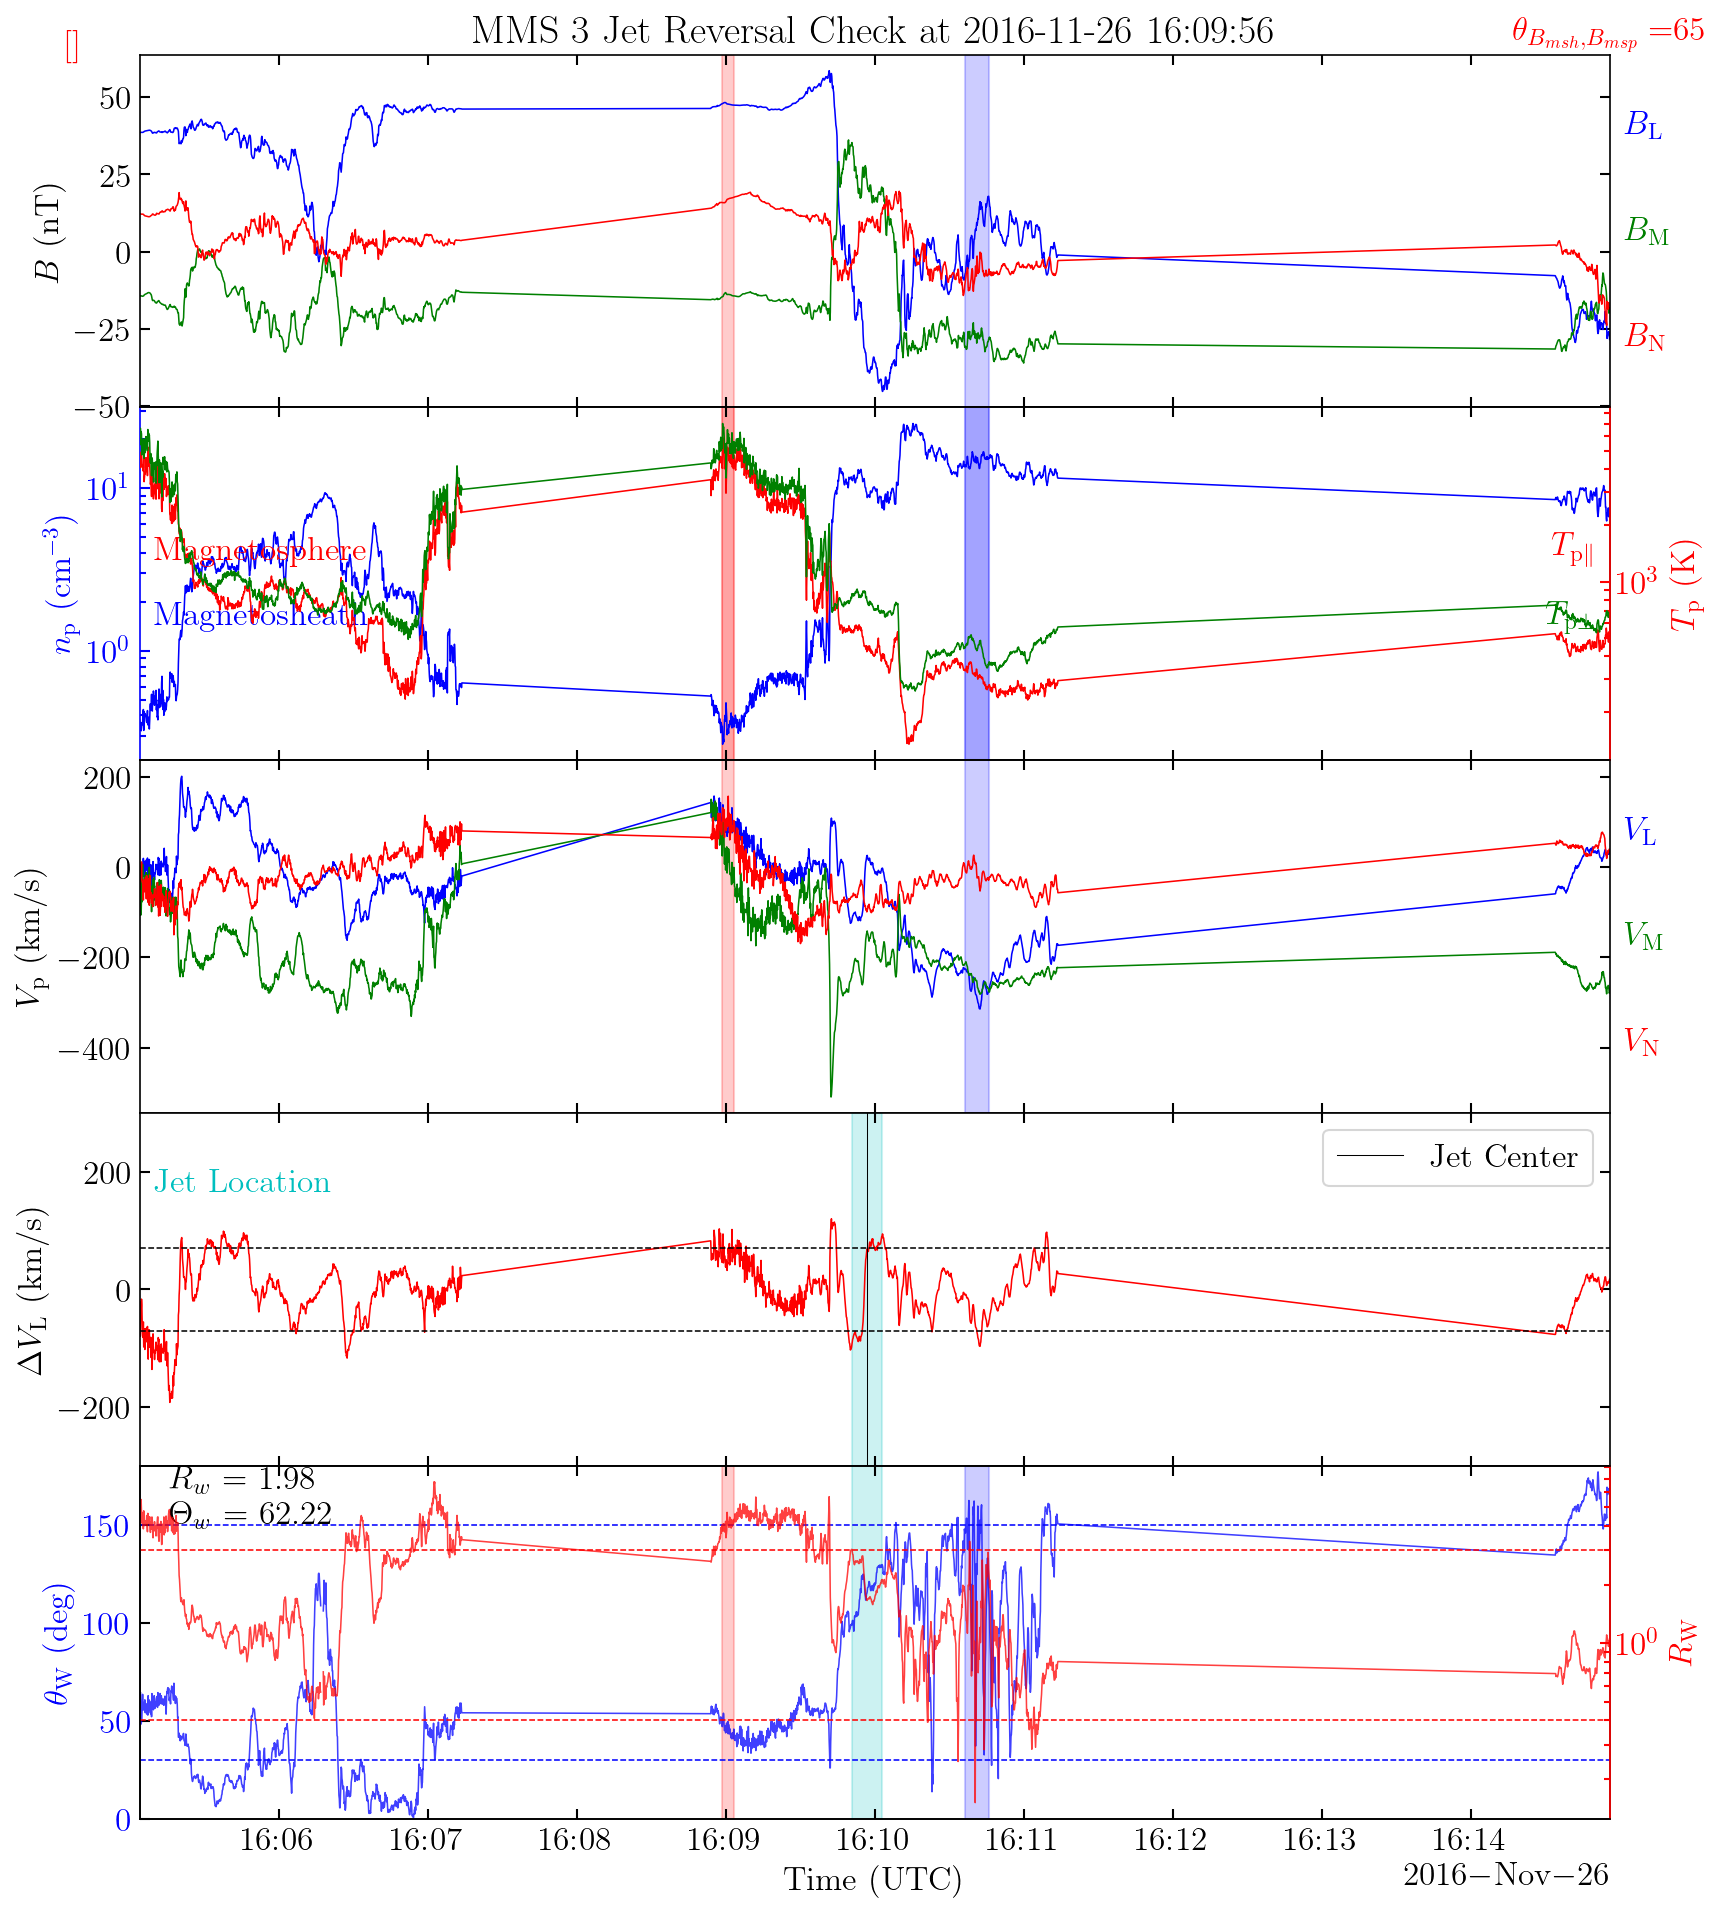 MMS 3 Jet Reversal Check at 2016-11-26 16:09:56
[]
θ_{B_{msh},B_{msp}} =65
50
25
0
−25
−50
B (nT)
B_L
B_M
B_N
10^1
10^0
n_p (cm^{−3})
Magnetosphere
Magnetosheath
T_{p∥}
T_{p⊥}
10^3
T_p (K)
200
0
−200
−400
V_p (km/s)
V_L
V_M
V_N
200
0
−200
ΔV_L (km/s)
Jet Location
Jet Center
R_w = 1.98
Θ_w = 62.22
150
100
50
0
θ_W (deg)
10^0
R_W
16:06 16:07 16:08 16:09 16:10 16:11 16:12 16:13 16:14
Time (UTC)
2016−Nov−26